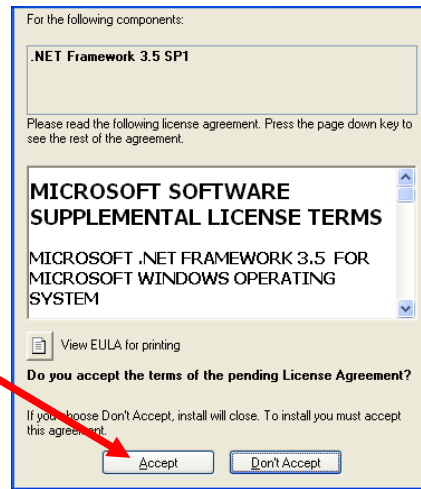 For the following components:
.NET Framework 3.5 SP1
Please read the following license agreement. Press the page down key to
see the rest of the agreement.
MICROSOFT SOFTWARE
SUPPLEMENTAL LICENSE TERMS
MICROSOFT .NET FRAMEWORK 3.5 FOR
MICROSOFT WINDOWS OPERATING
SYSTEM
View EULA for printing
Do you accept the terms of the pending License Agreement?
If you choose Don't Accept, install will close. To install you must accept
this agreement.
Accept
Don't Accept